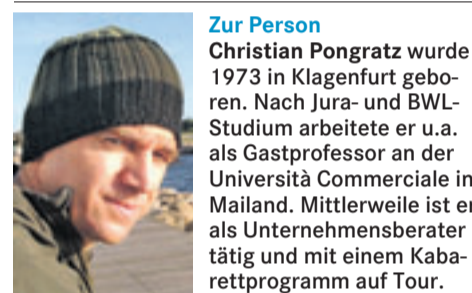 Zur Person
Christian Pongratz wurde
1973 in Klagenfurt gebo-
ren. Nach Jura- und BWL-
Studium arbeitete er u.a.
als Gastprofessor an der
Università Commerciale in
Mailand. Mittlerweile ist er
als Unternehmensberater
tätig und mit einem Kaba-
rettprogramm auf Tour.